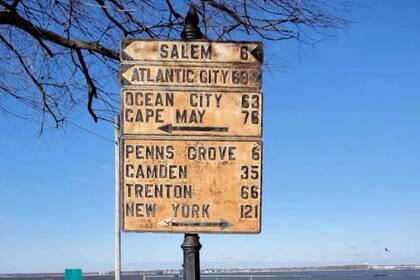 SALEM 6
ATLANTIC CITY 69
OCEAN CITY 63
CAPE MAY 76
PENNS GROVE 6
CAMDEN 35
TRENTON 66
NEW YORK 121